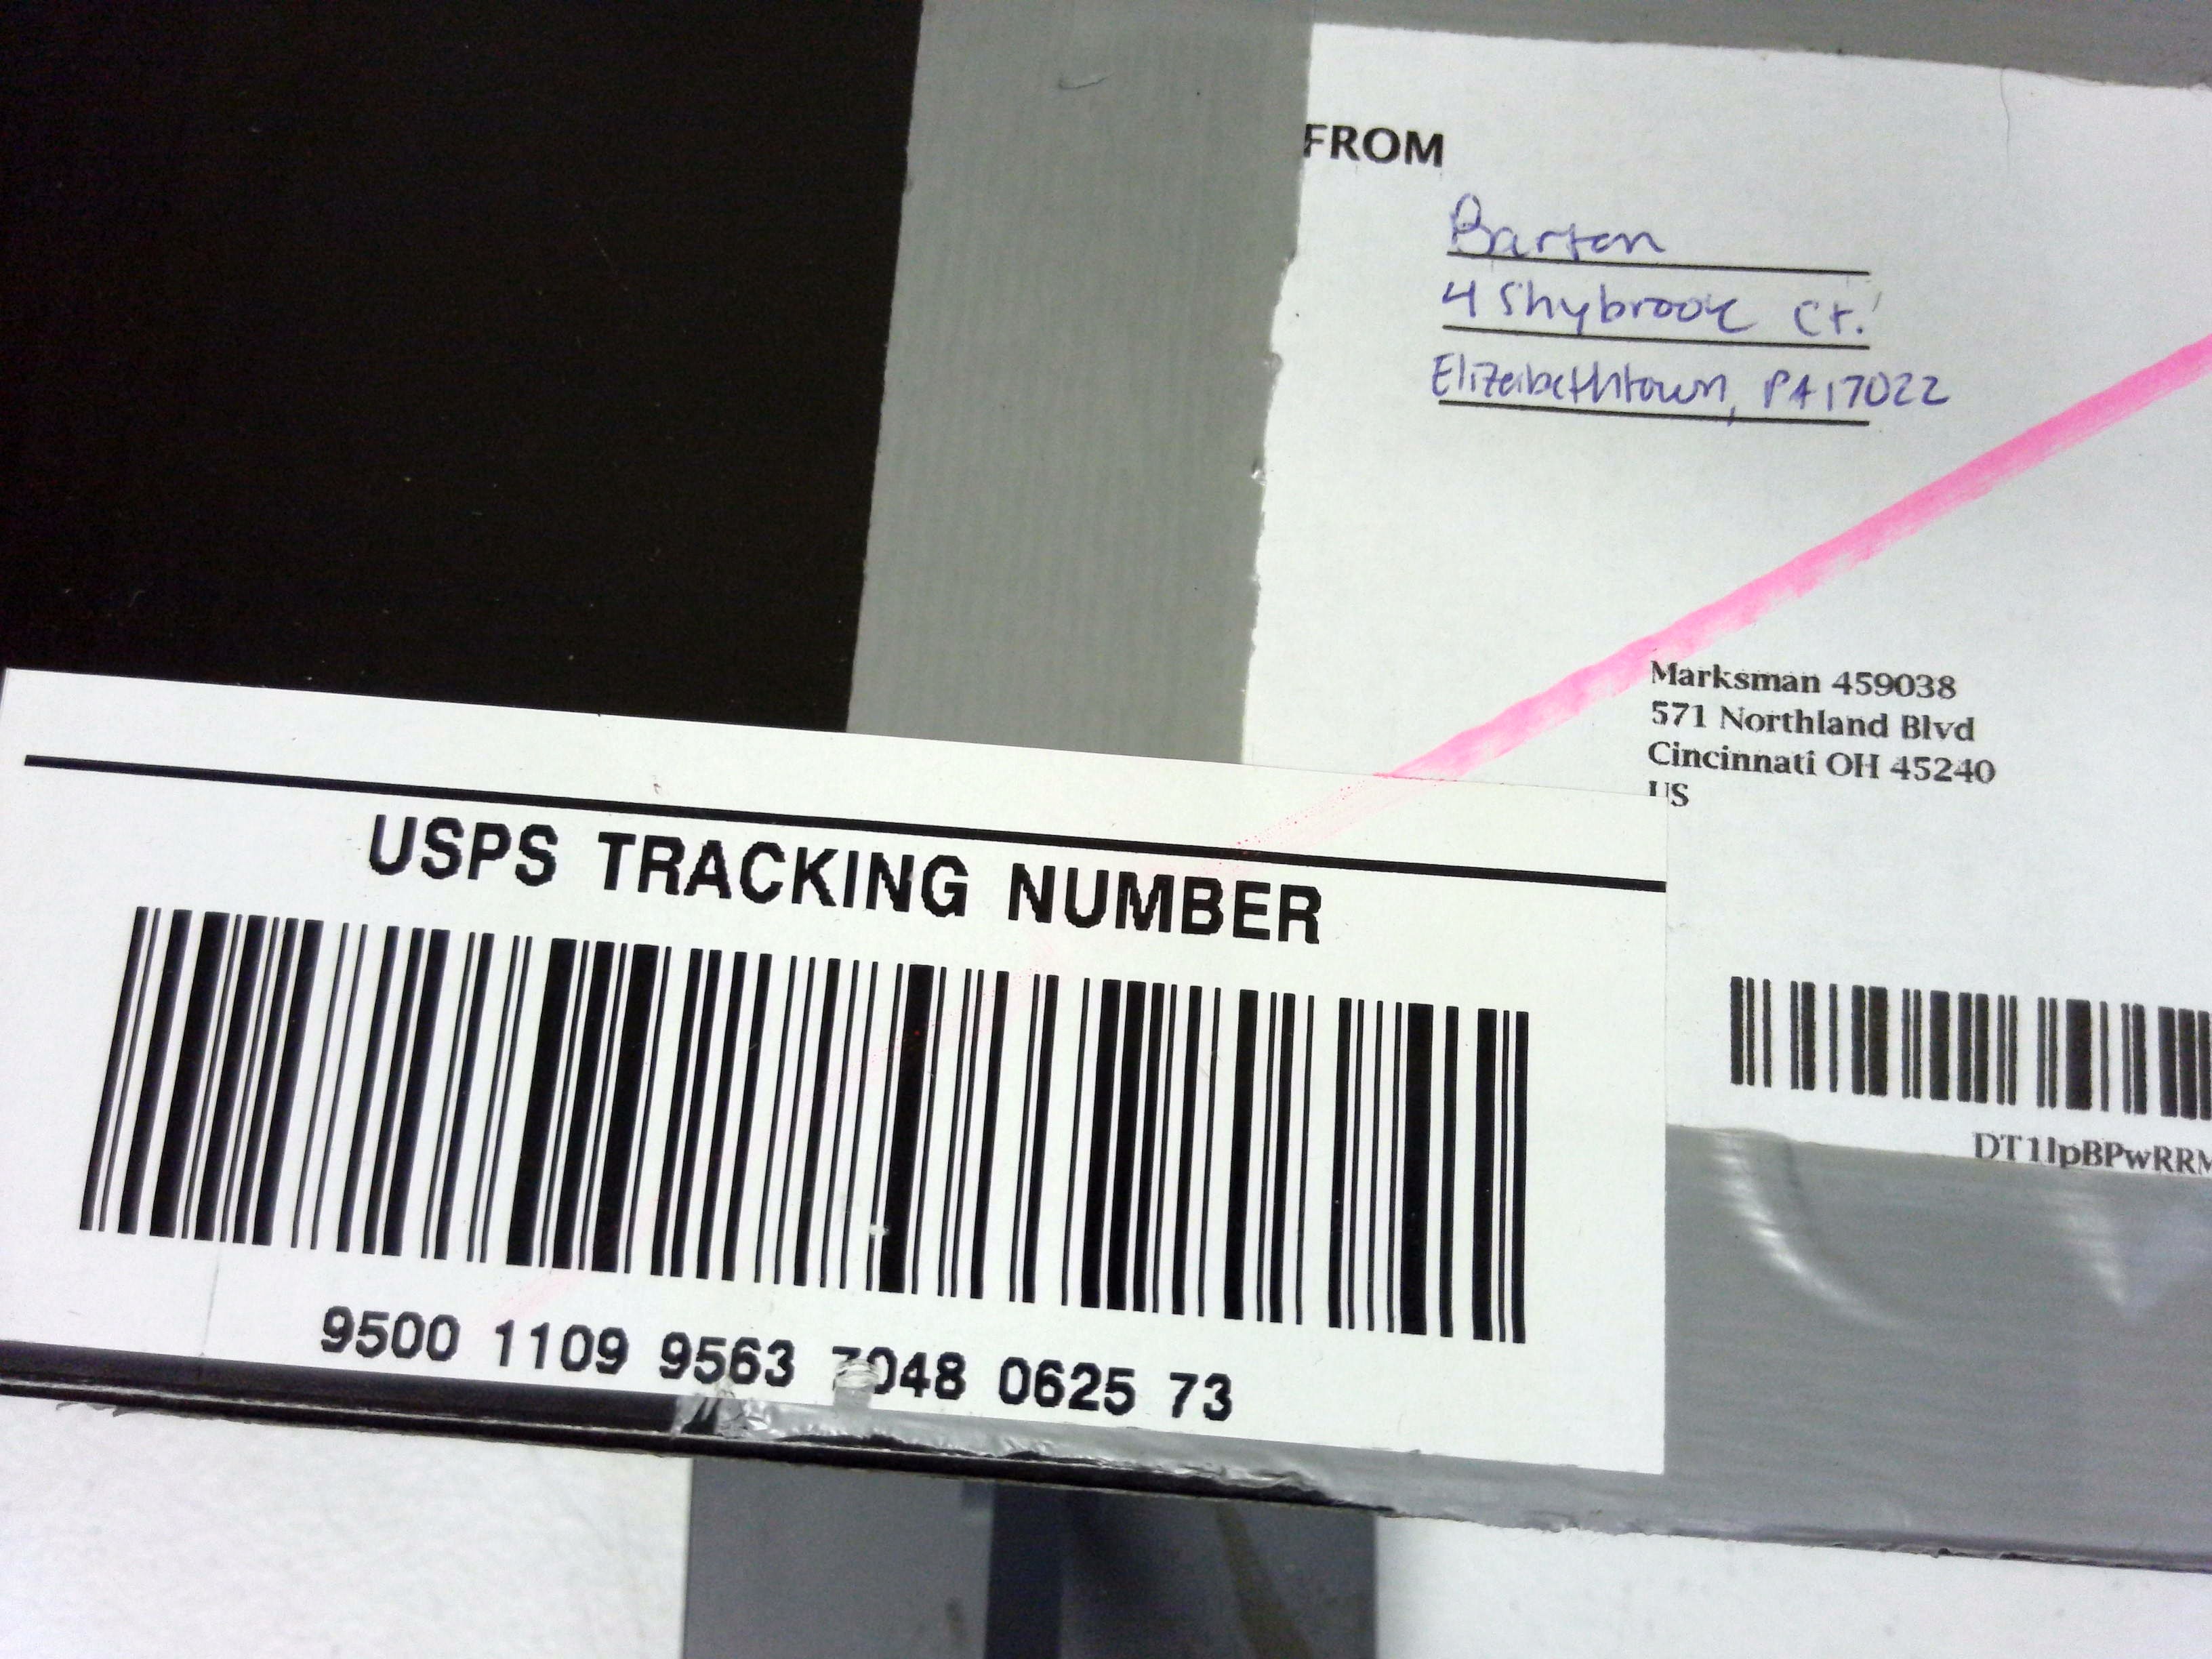 FROM
Barton
4 Shybrook Ct.
Elizabethtown, PA 17022
Marksman 459038
571 Northland Blvd
Cincinnati OH 45240
US
USPS TRACKING NUMBER
9500 1109 9563 7048 0625 73
DT1IpBPwRRM